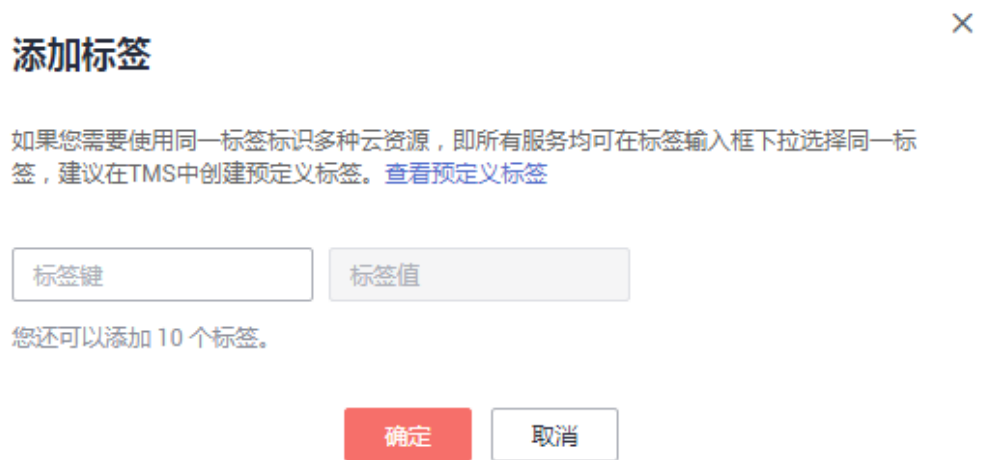 添加标签
如果您需要使用同一标签标识多种云资源，即所有服务均可在标签输入框下拉选择同一标
签，建议在TMS中创建预定义标签。查看预定义标签
标签键 标签值
您还可以添加 10 个标签。
确定 取消